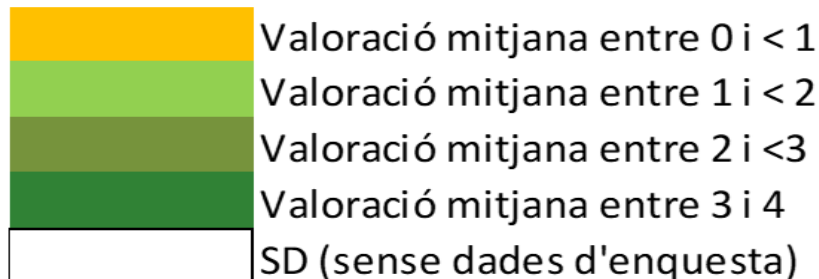 Valoració mitjana entre 0 i < 1
Valoració mitjana entre 1 i < 2
Valoració mitjana entre 2 i <3
Valoració mitjana entre 3 i 4
SD (sense dades d'enquesta)